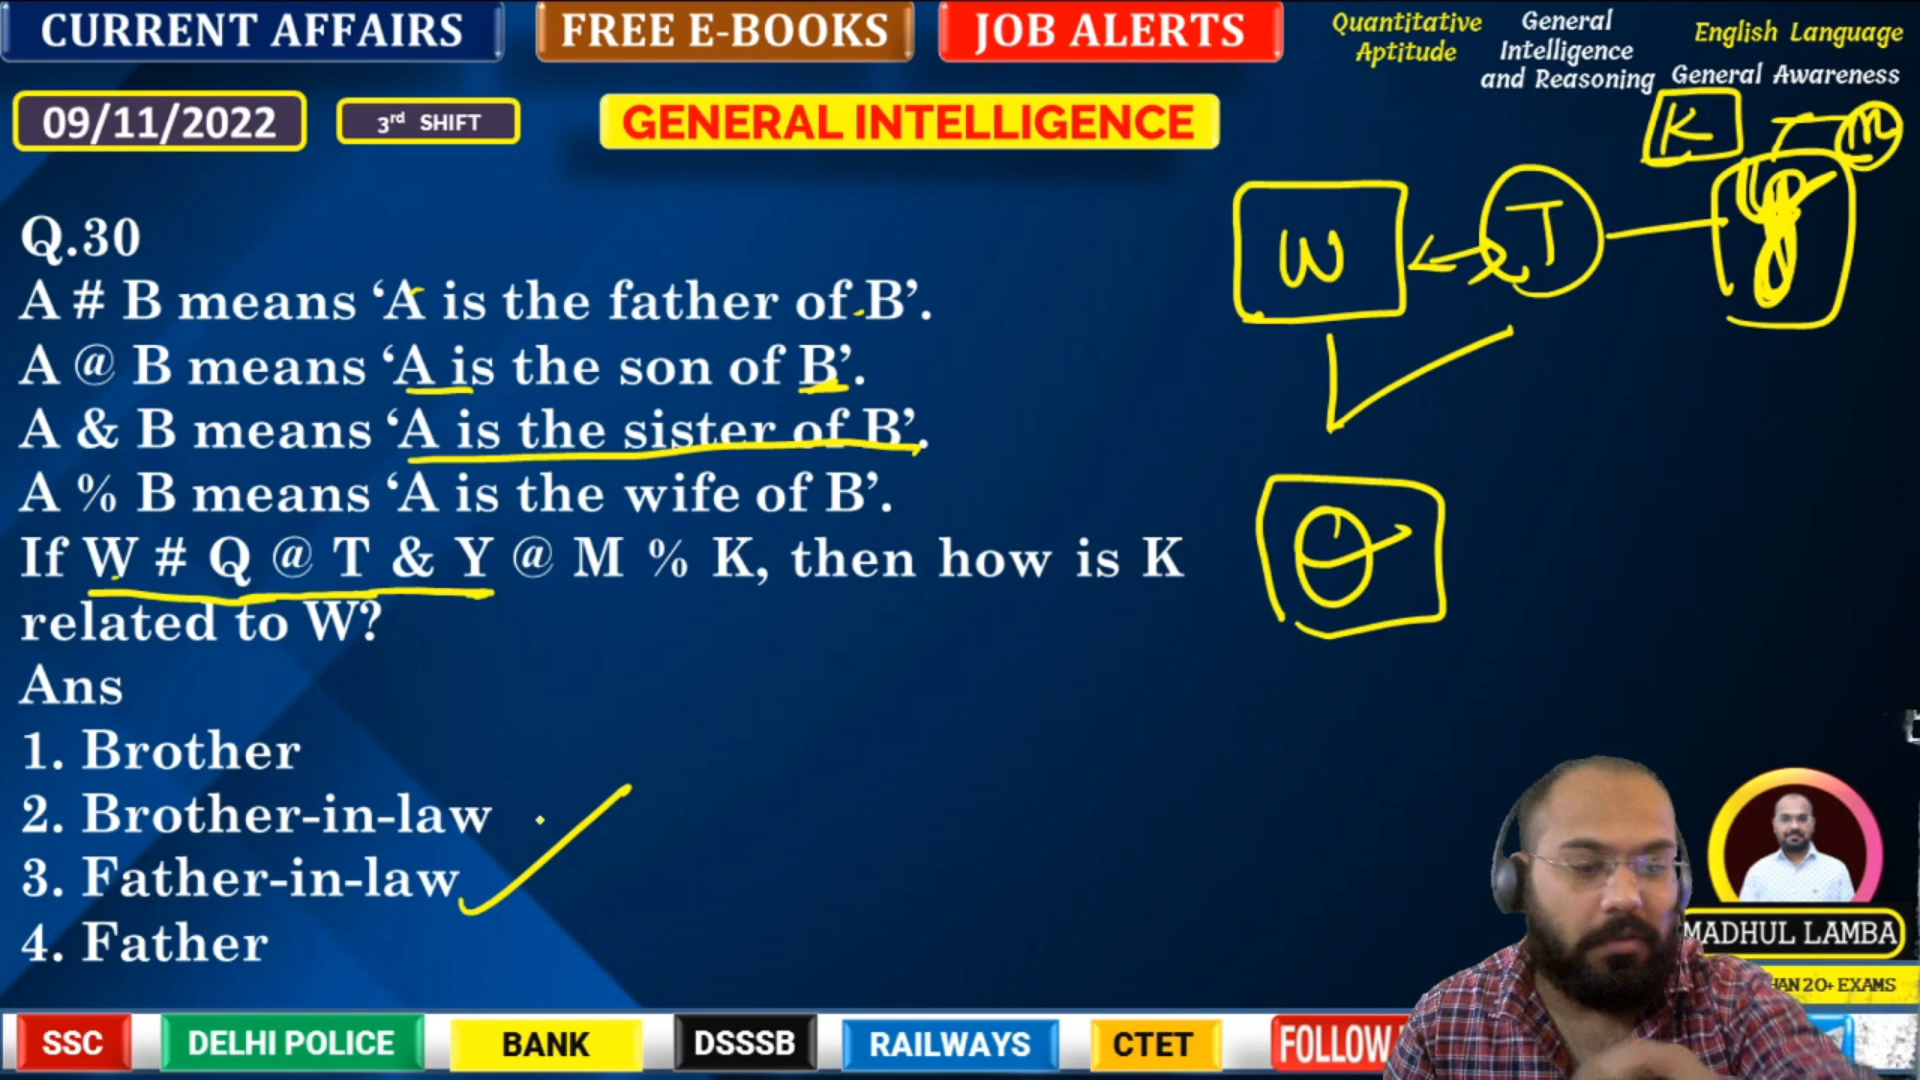 CURRENT AFFAIRS
FREE E-BOOKS
JOB ALERTS
Quantitative Aptitude
General Intelligence and Reasoning
English Language
General Awareness
09/11/2022
3rd SHIFT
GENERAL INTELLIGENCE
K
M
W
T
Y
Q.30
A # B means ‘A is the father of B’.
A @ B means ‘A is the son of B’.
A & B means ‘A is the sister of B’.
A % B means ‘A is the wife of B’.
If W # Q @ T & Y @ M % K, then how is K
related to W?
Ans
1. Brother
2. Brother-in-law
3. Father-in-law
4. Father
MADHUL LAMBA
20+ EXAMS
SSC
DELHI POLICE
BANK
DSSSB
RAILWAYS
CTET
FOLLOW